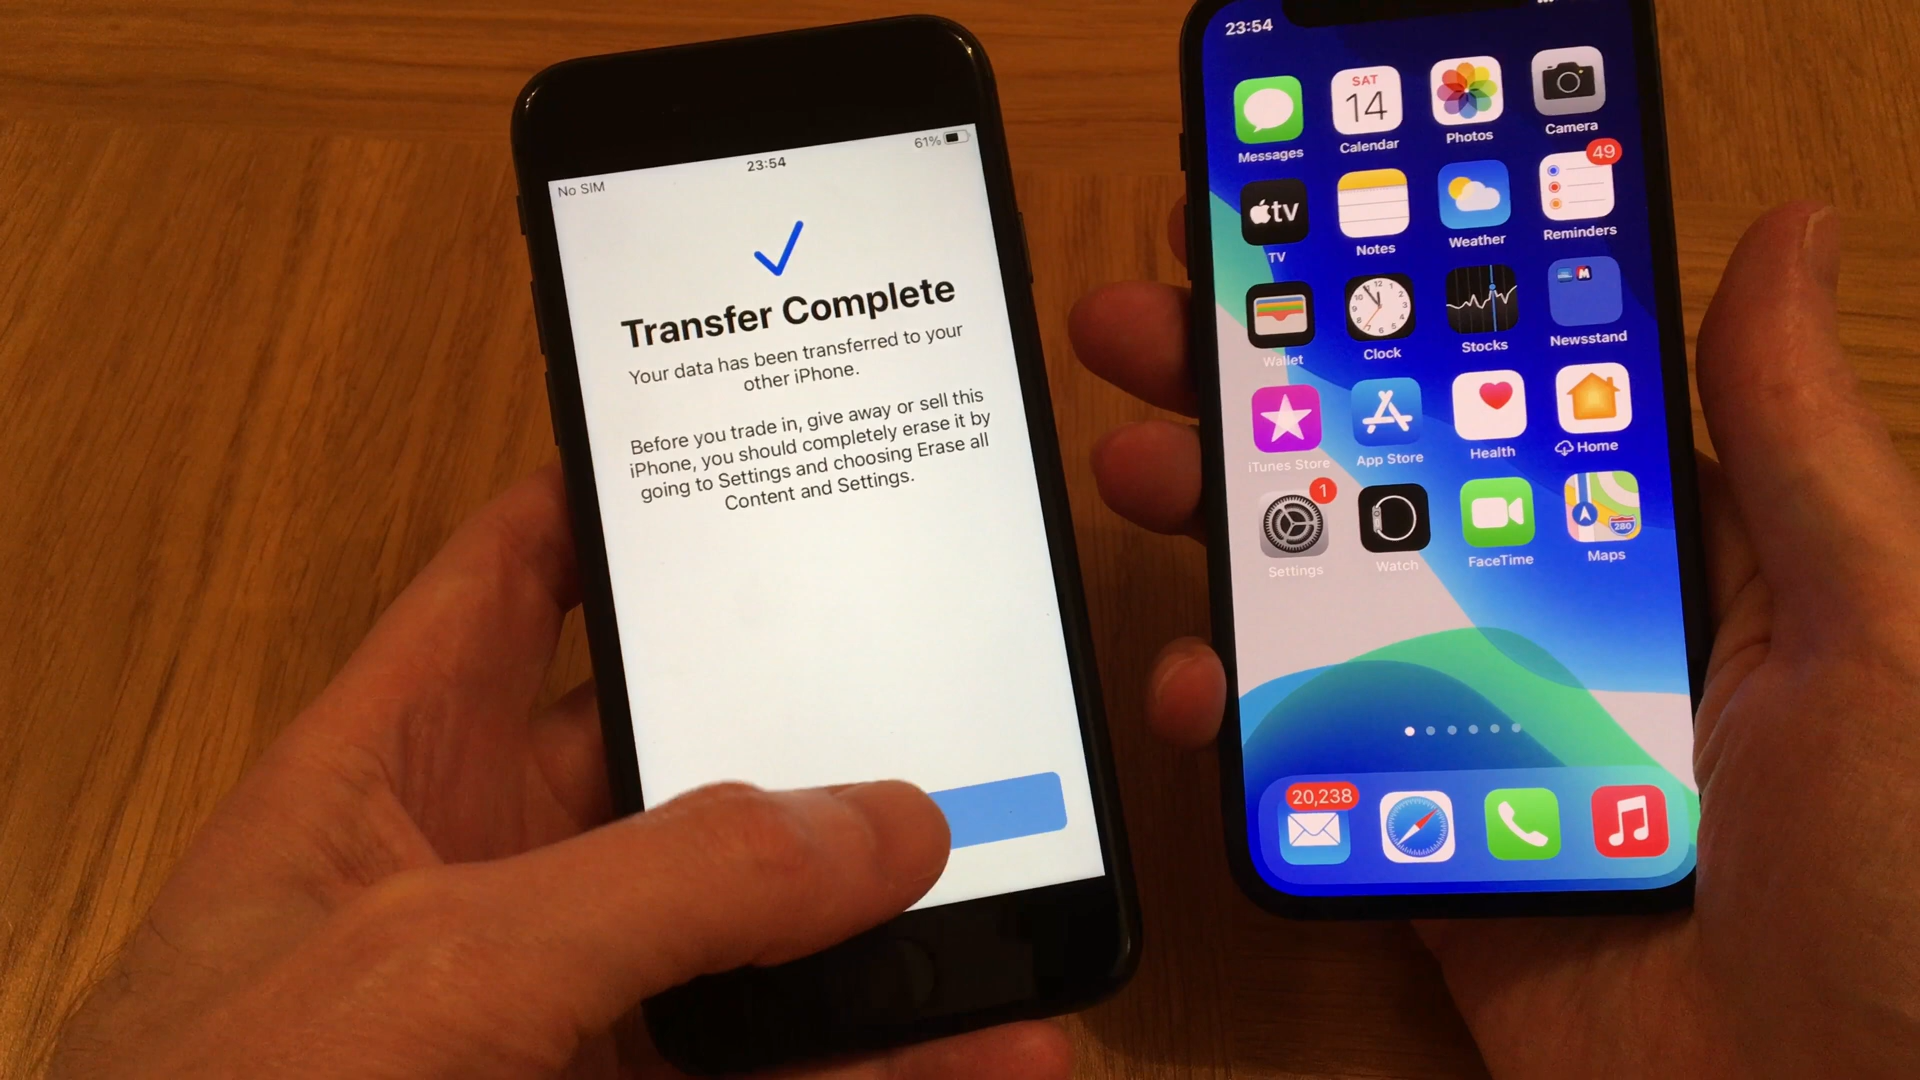 No SIM
23:54
61%
Transfer Complete
Your data has been transferred to your
other iPhone.
Before you trade in, give away or sell this
iPhone, you should completely erase it by
going to Settings and choosing Erase all
Content and Settings.
23:54
Messages
SAT
14
Calendar
Photos
Camera
tv
TV
Notes
Weather
49
Reminders
Wallet
12
Clock
Stocks
M
Newsstand
iTunes Store
App Store
Health
Home
1
Settings
Watch
FaceTime
280
Maps
20,238